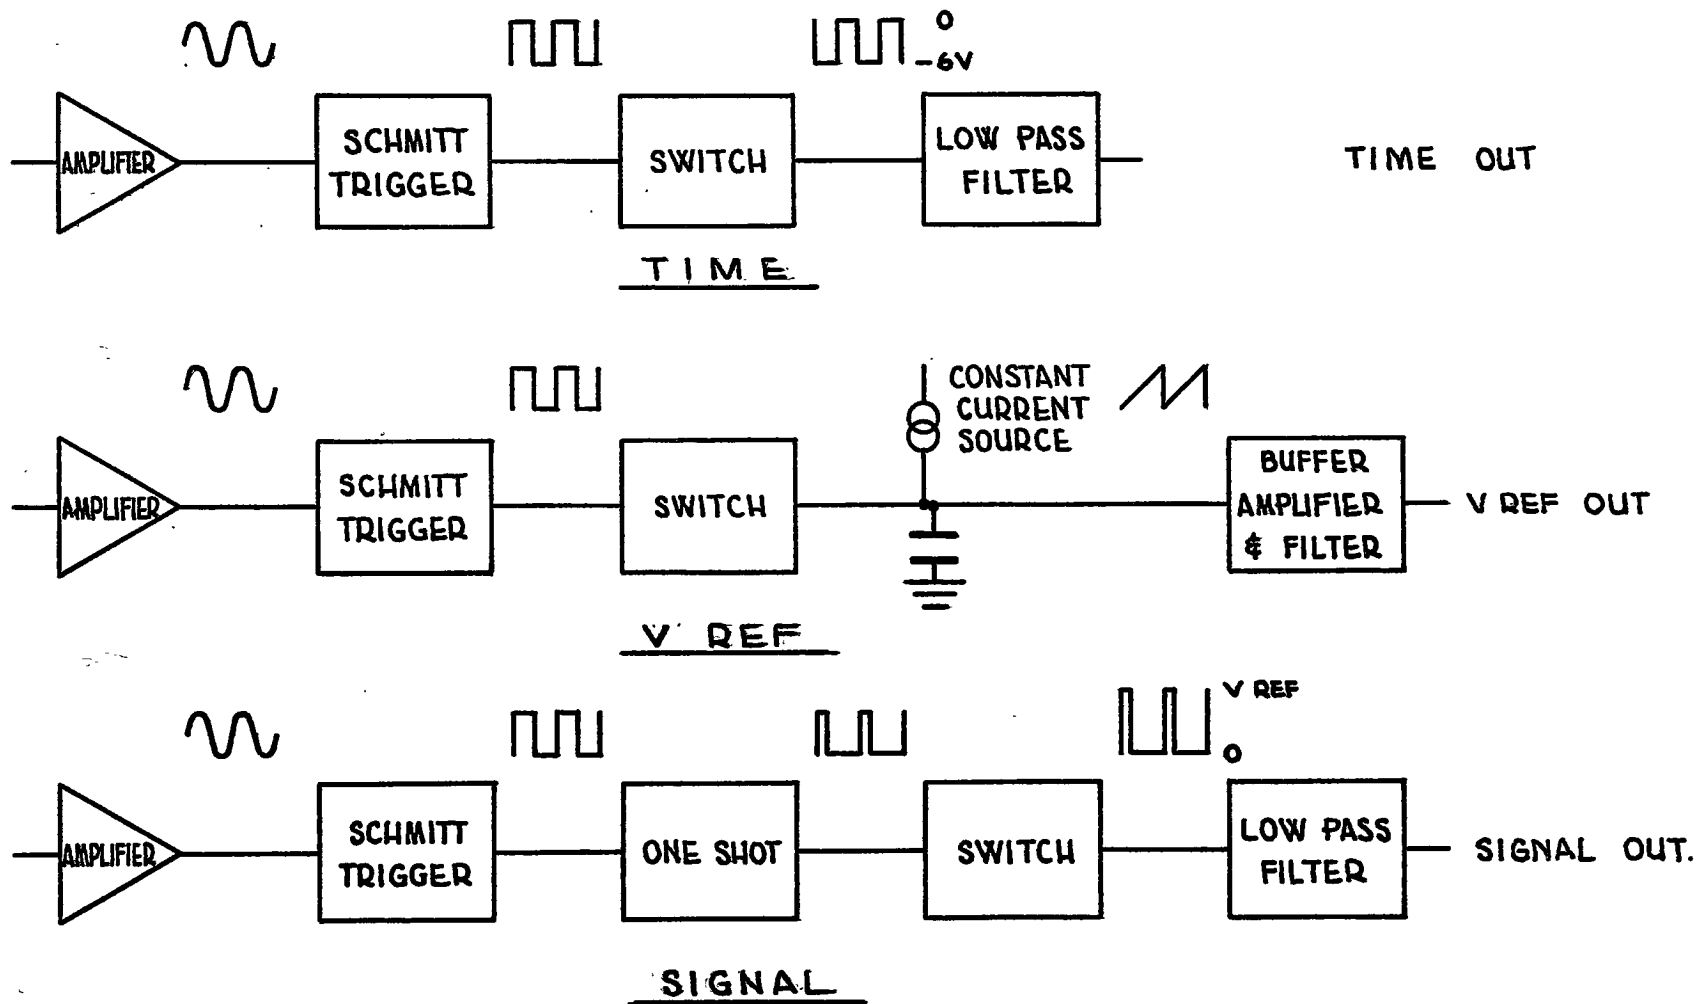 0
-6V
AMPLIFIER
SCHMITT
TRIGGER
SWITCH
LOW PASS
FILTER
TIME OUT
TIME
CONSTANT
CURRENT
SOURCE
AMPLIFIER
SCHMITT
TRIGGER
SWITCH
BUFFER
AMPLIFIER
& FILTER
V REF OUT
V REF
V REF
0
AMPLIFIER
SCHMITT
TRIGGER
ONE SHOT
SWITCH
LOW PASS
FILTER
SIGNAL OUT.
SIGNAL